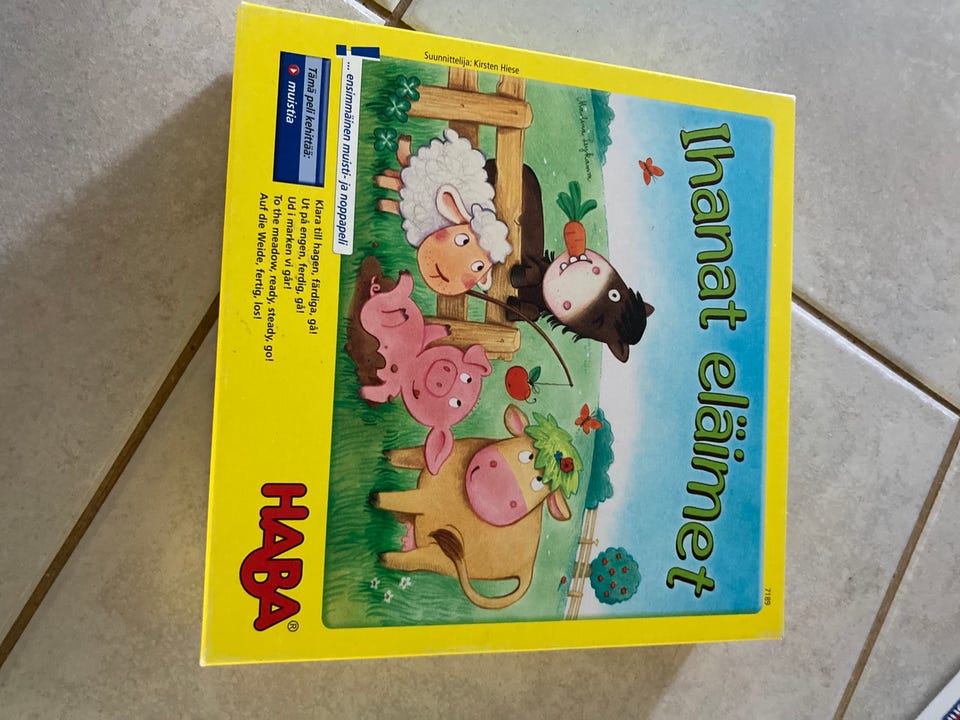 Suunnittelija: Kirsten Hiese
7189
Ihanat eläimet
... ensimmäinen muisti- ja noppapeli
Tämä peli kehittää:
muistia
Klara till hagen, färdiga, gå!
Ut på engen, ferdig, gå!
Ud i marken vi går!
To the meadow, ready, steady, go!
Auf die Weide, fertig, los!
HABA®